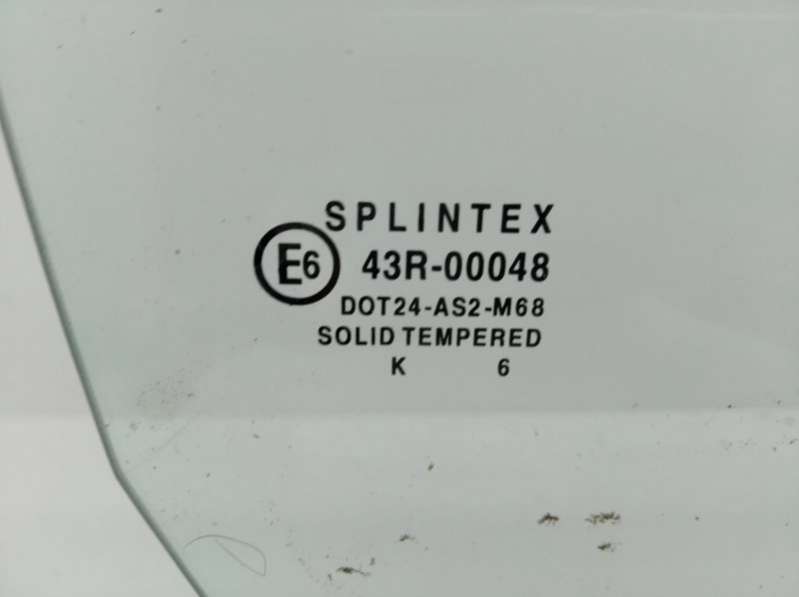 SPLINTEX
E6 43R-00048
DOT24-AS2-M68
SOLID TEMPERED
K 6